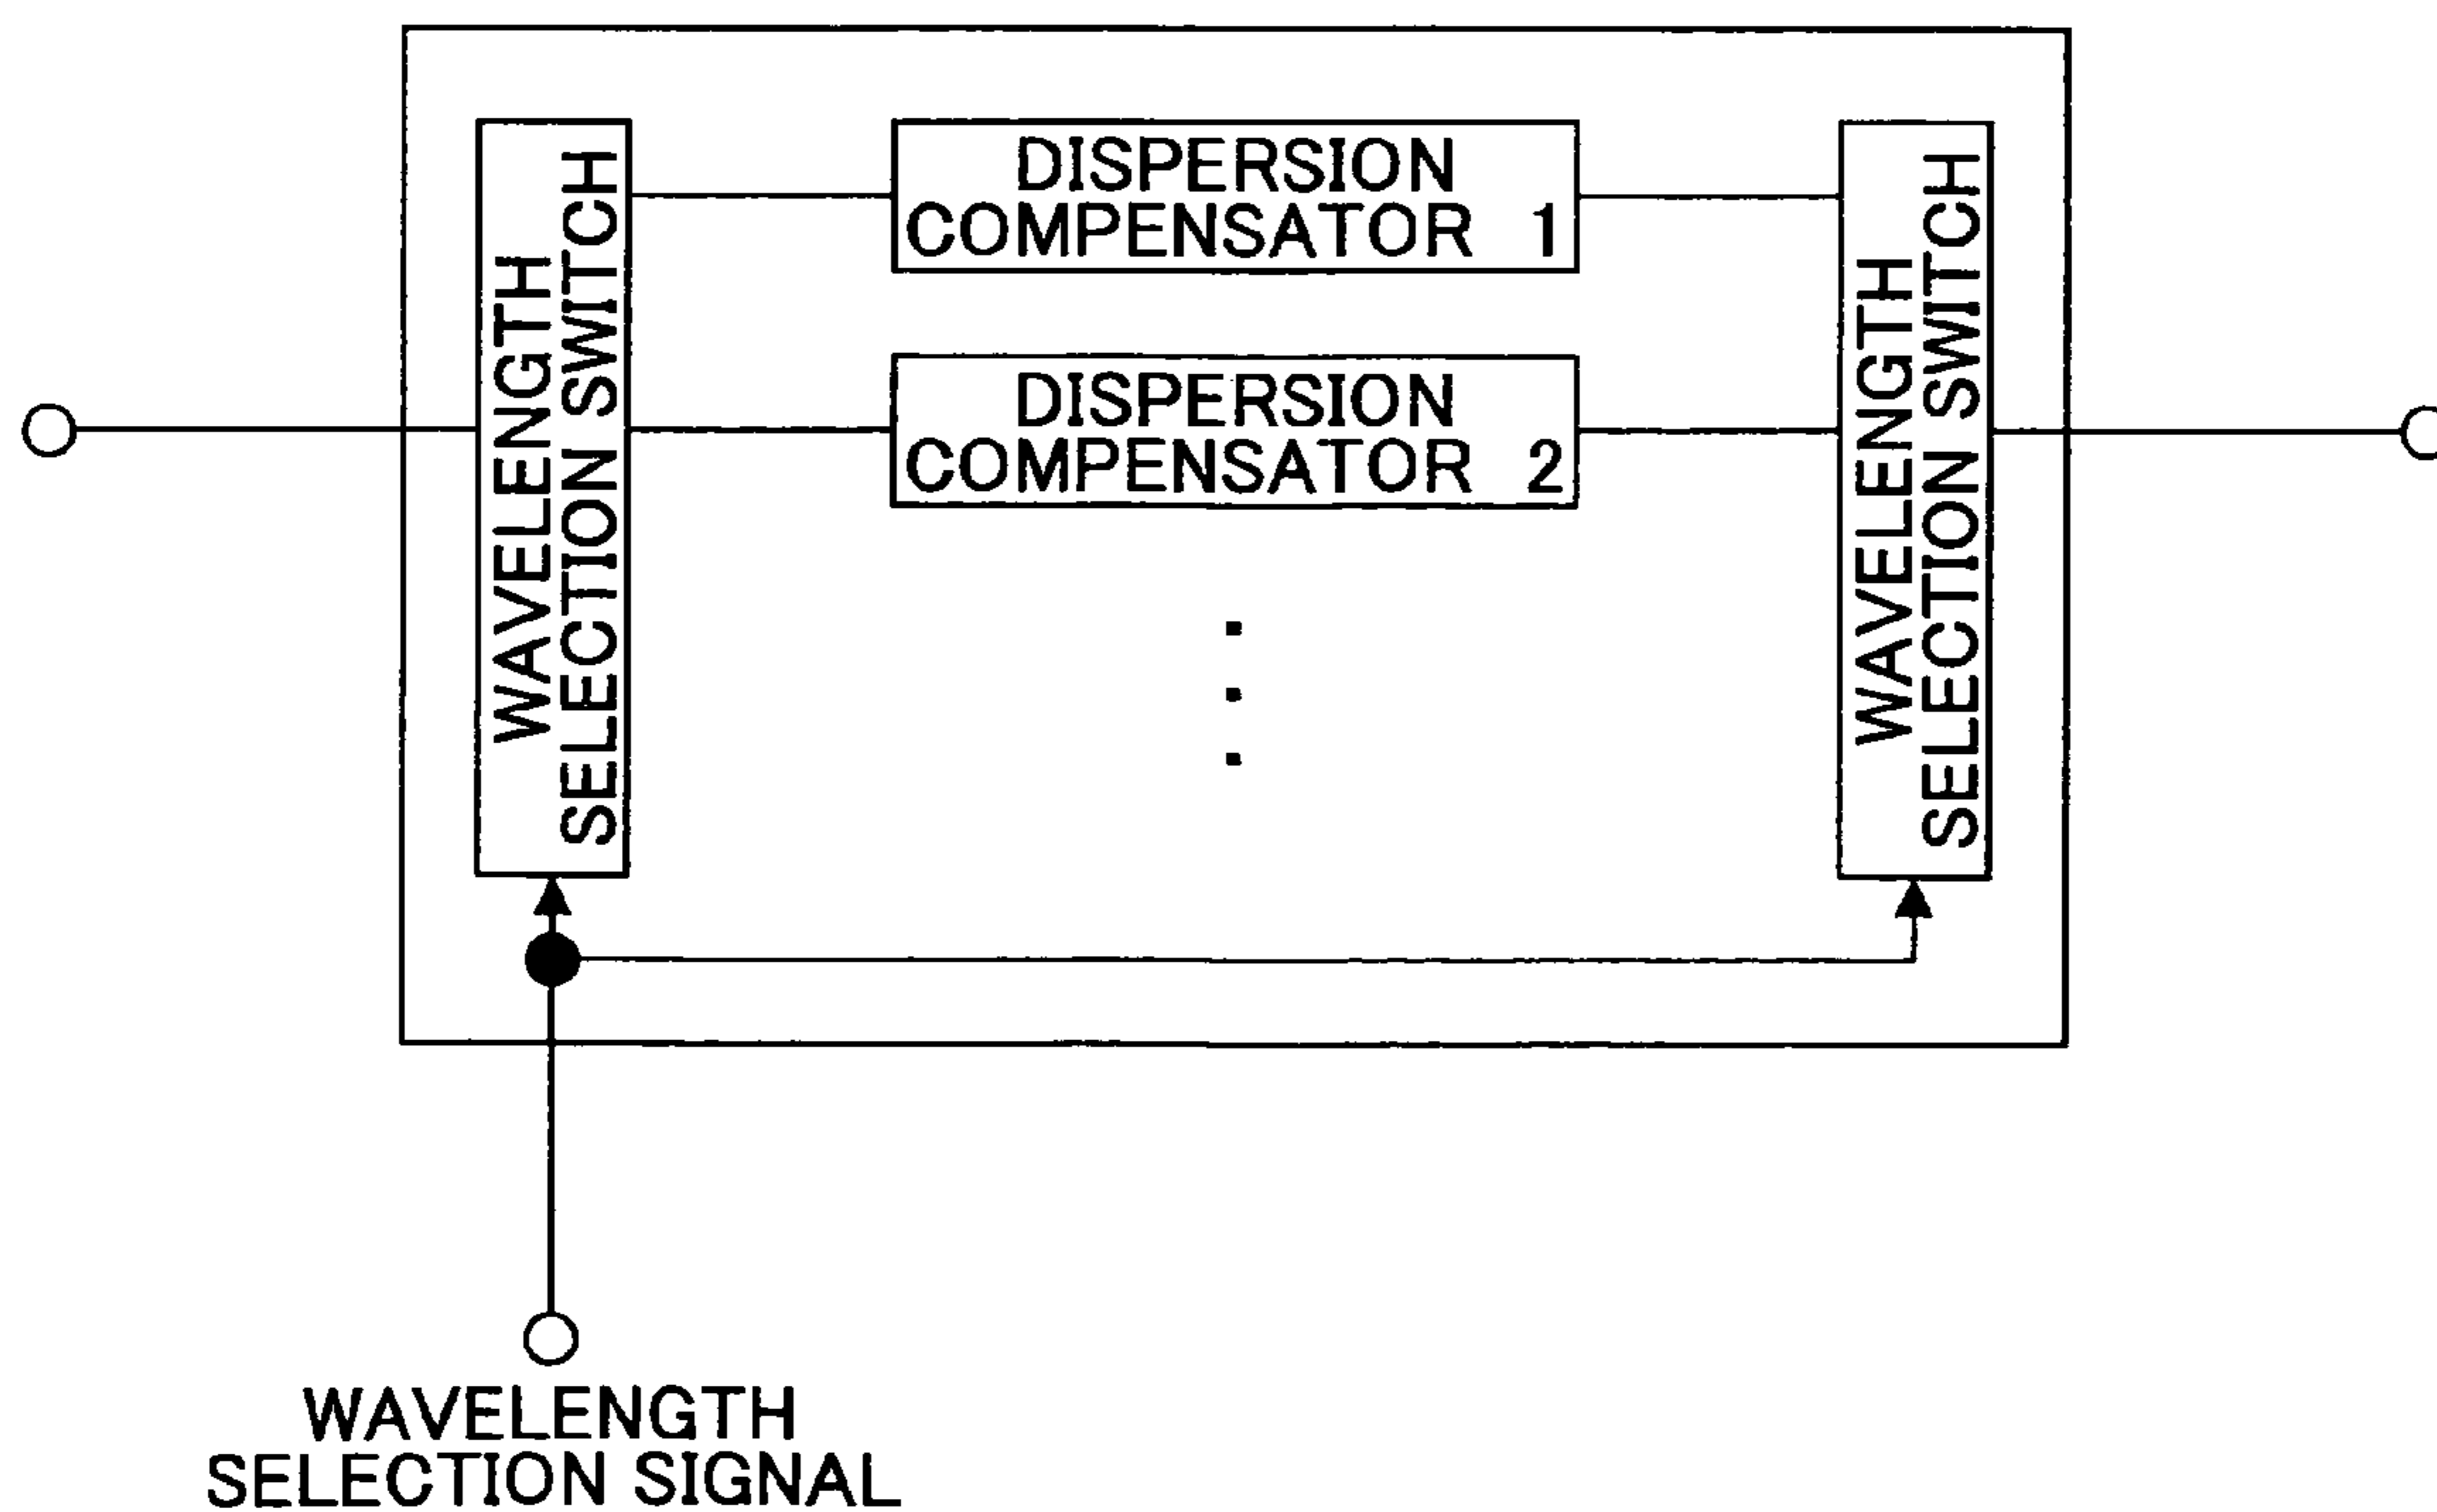 WAVELENGTH
SELECTION SWITCH
DISPERSION
COMPENSATOR 1
DISPERSION
COMPENSATOR 2
WAVELENGTH
SELECTION SWITCH
WAVELENGTH
SELECTION SIGNAL